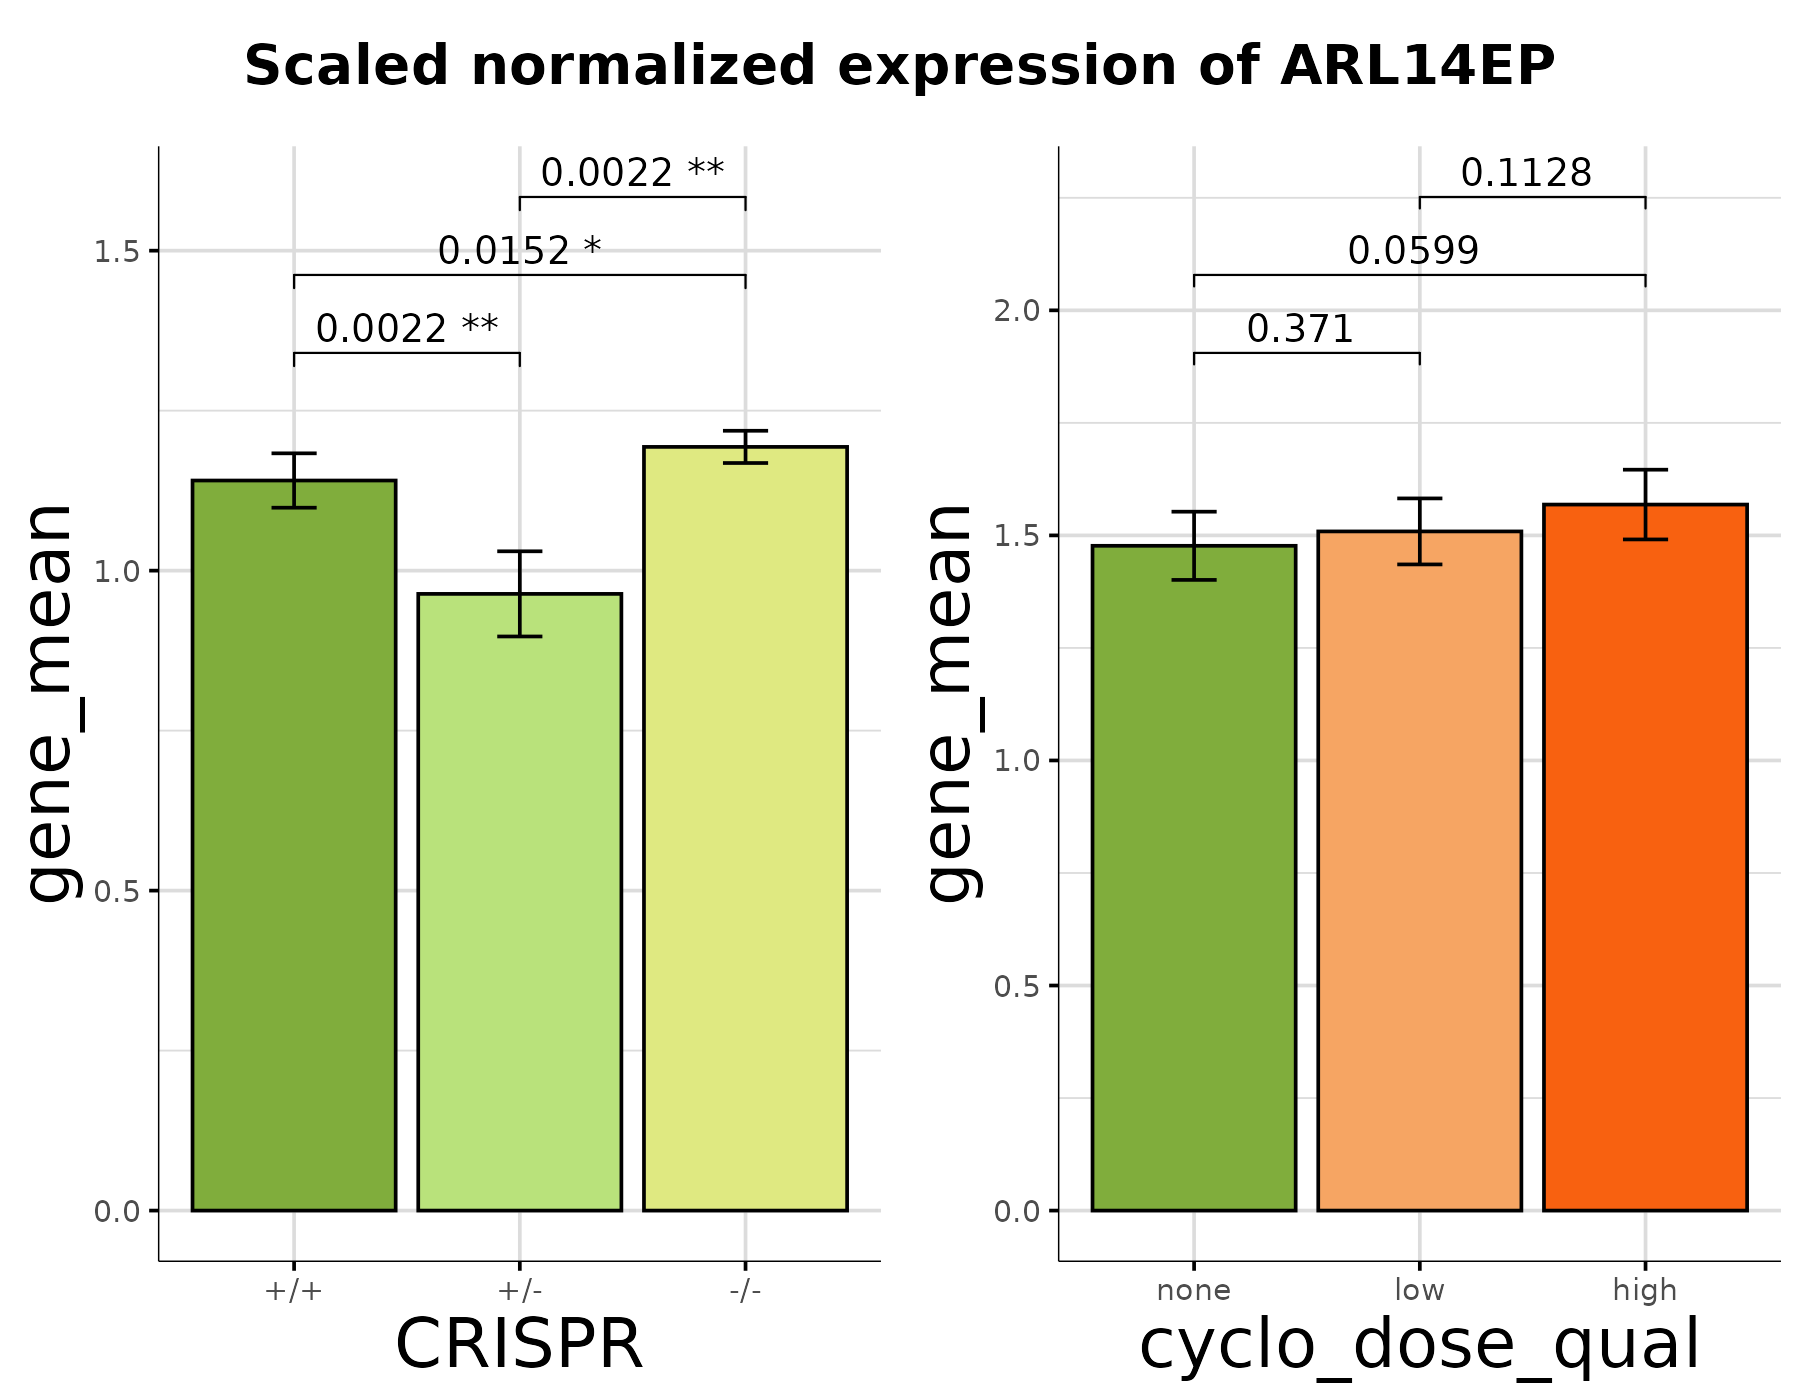 Scaled normalized expression of ARL14EP
gene_mean
1.5
1.0
0.5
0.0
0.0022 **
0.0152 *
0.0022 **
+/+
+/-
-/-
CRISPR
gene_mean
2.0
1.5
1.0
0.5
0.0
0.1128
0.0599
0.371
none
low
high
cyclo_dose_qual